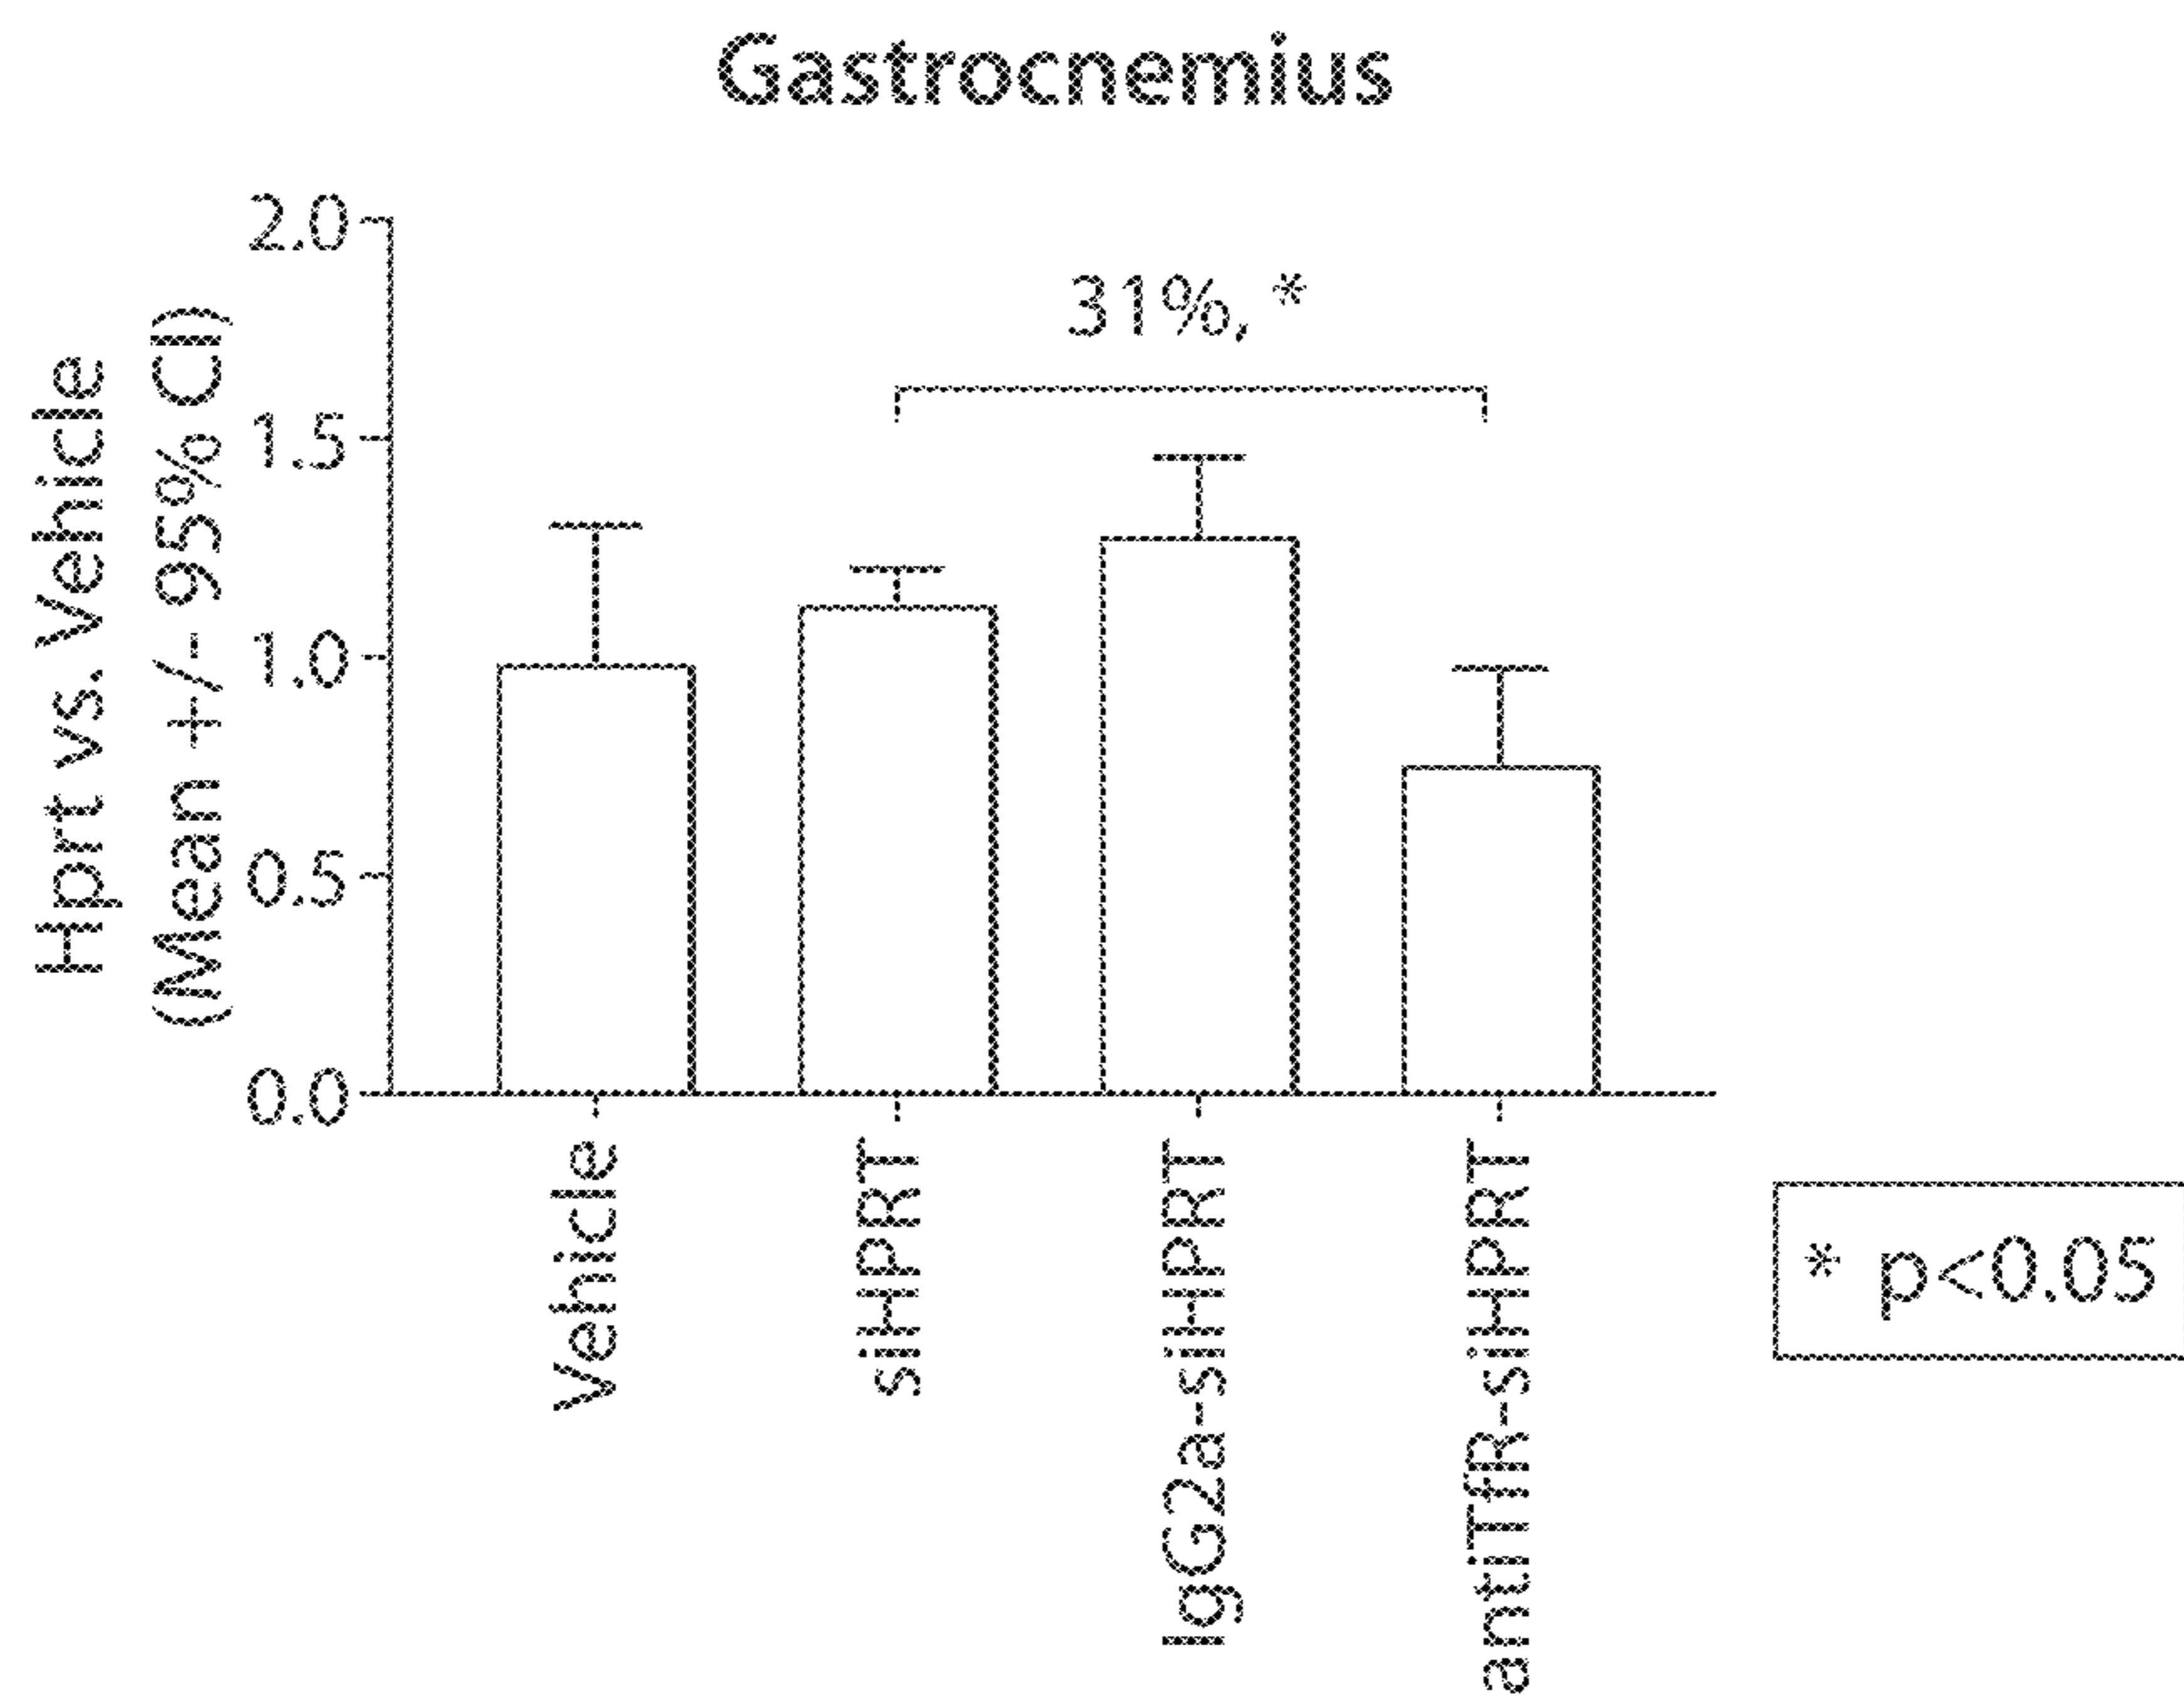 Gastrocnemius
Hprt vs. Vehicle
(Mean +/- 95% CI)
2.0
1.5
1.0
0.5
0.0
31%, *
Vehicle
siHPRT
IgG2a-siHPRT
antiTfR-siHPRT
* p<0.05